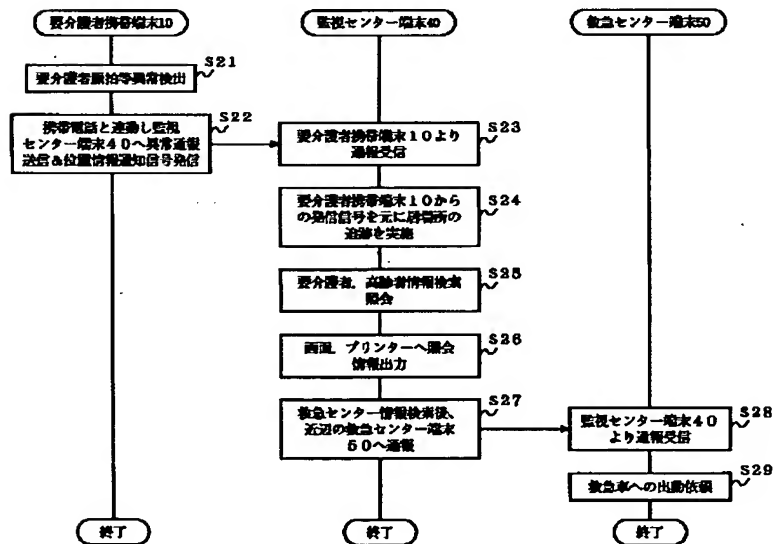 要介護者携帯端末10
監視センター端末40
救急センター端末50
S21
要介護者脈拍等異常検出
S22
携帯電話と連動し監視
センター端末40へ異常通報
送信&位置情報通知信号発信
S23
要介護者携帯端末10より
通報受信
S24
要介護者携帯端末10から
の発信信号を元に居場所の
追跡を実施
S25
要介護者、高齢者情報検索
照会
S26
画面、プリンターへ照会
情報出力
S27
救急センター情報検索後、
近辺の救急センター端末
50へ通報
S28
監視センター端末40
より通報受信
S29
救急車への出動依頼
終了
終了
終了